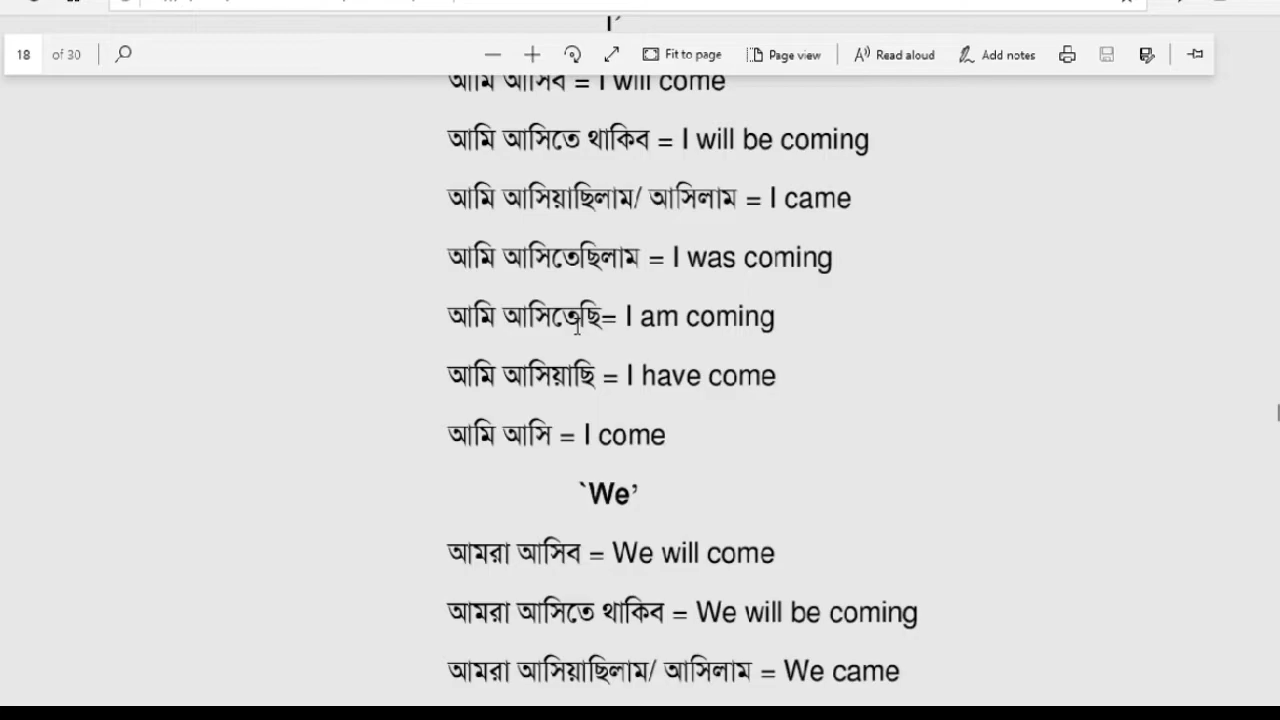 I’
18 of 30 Fit to page Page view Read aloud Add notes
আমি আসিব = I will come
আমি আসিতে থাকিব = I will be coming
আমি আসিয়াছিলাম/ আসিলাম = I came
আমি আসিতেছিলাম = I was coming
আমি আসিতেছি= I am coming
আমি আসিয়াছি = I have come
আমি আসি = I come
`We’
আমরা আসিব = We will come
আমরা আসিতে থাকিব = We will be coming
আমরা আসিয়াছিলাম/ আসিলাম = We came